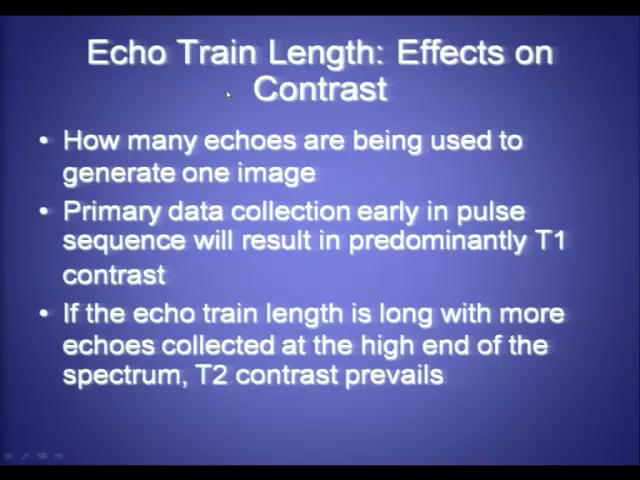 Echo Train Length: Effects on
Contrast
• How many echoes are being used to
generate one image
• Primary data collection early in pulse
sequence will result in predominantly T1
contrast
• If the echo train length is long with more
echoes collected at the high end of the
spectrum, T2 contrast prevails